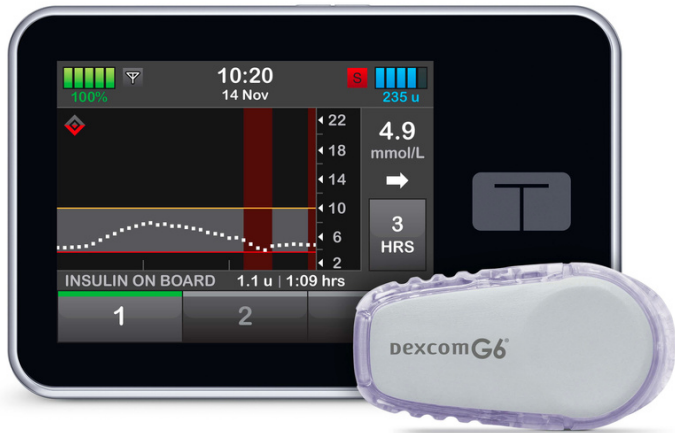 10:20
14 Nov
100%
S
235 u
22
18
14
10
6
2
4.9
mmol/L
3
HRS
INSULIN ON BOARD 1.1 u | 1:09 hrs
1
2
T
Dexcom G6